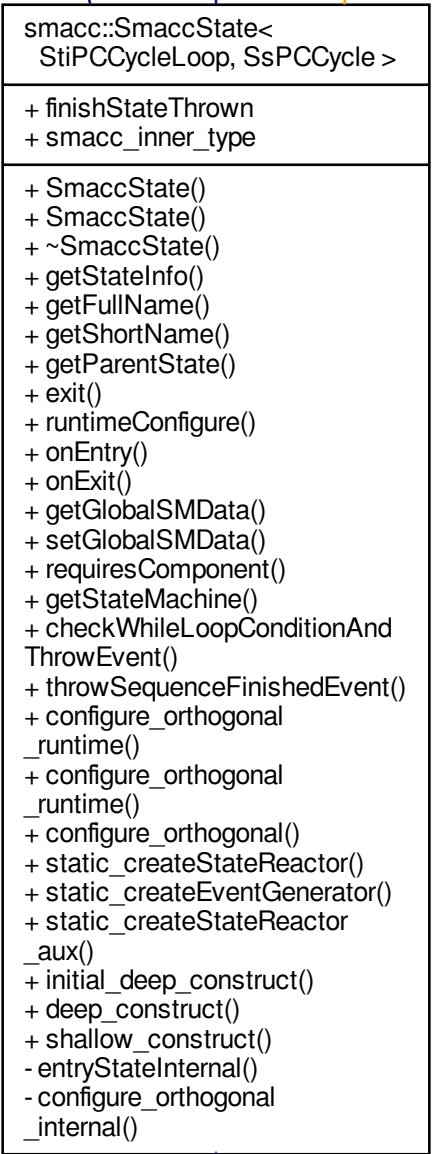 smacc::SmaccState<
StiPCCycleLoop, SsPCCycle >
+ finishStateThrown
+ smacc_inner_type
+ SmaccState()
+ SmaccState()
+ ~SmaccState()
+ getStateInfo()
+ getFullName()
+ getShortName()
+ getParentState()
+ exit()
+ runtimeConfigure()
+ onEntry()
+ onExit()
+ getGlobalSMData()
+ setGlobalSMData()
+ requiresComponent()
+ getStateMachine()
+ checkWhileLoopConditionAnd
ThrowEvent()
+ throwSequenceFinishedEvent()
+ configure_orthogonal
_runtime()
+ configure_orthogonal
_runtime()
+ configure_orthogonal()
+ static_createStateReactor()
+ static_createEventGenerator()
+ static_createStateReactor
_aux()
+ initial_deep_construct()
+ deep_construct()
+ shallow_construct()
- entryStateInternal()
- configure_orthogonal
_internal()